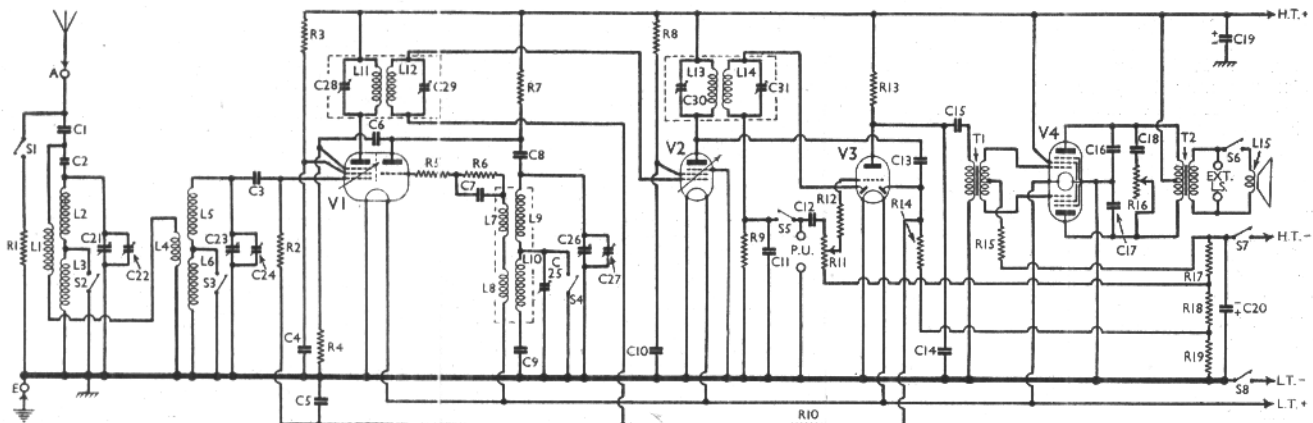 H.T.+
C19
A
S1
R1
E
C1
C2
L1
L2
L3
S2
C21
C22
L4
L5
L6
S3
C3
C23
C24
R2
R3
R4
C4
C5
C28
L11
L12
C29
C6
V1
R5
R6
C7
R7
C8
L7
L8
L9
L10
C9
C25
S4
C26
C27
R8
C10
L13
L14
C30
C31
V2
R9
C11
S5
P.U.
C12
R11
R12
R13
V3
C13
R14
R10
C14
C15
T1
R15
V4
C16
C17
C18
R16
T2
EXT.
L.S.
S6
L15
S7
H.T.-
R17
R18
R19
C20
S8
L.T.-
L.T.+